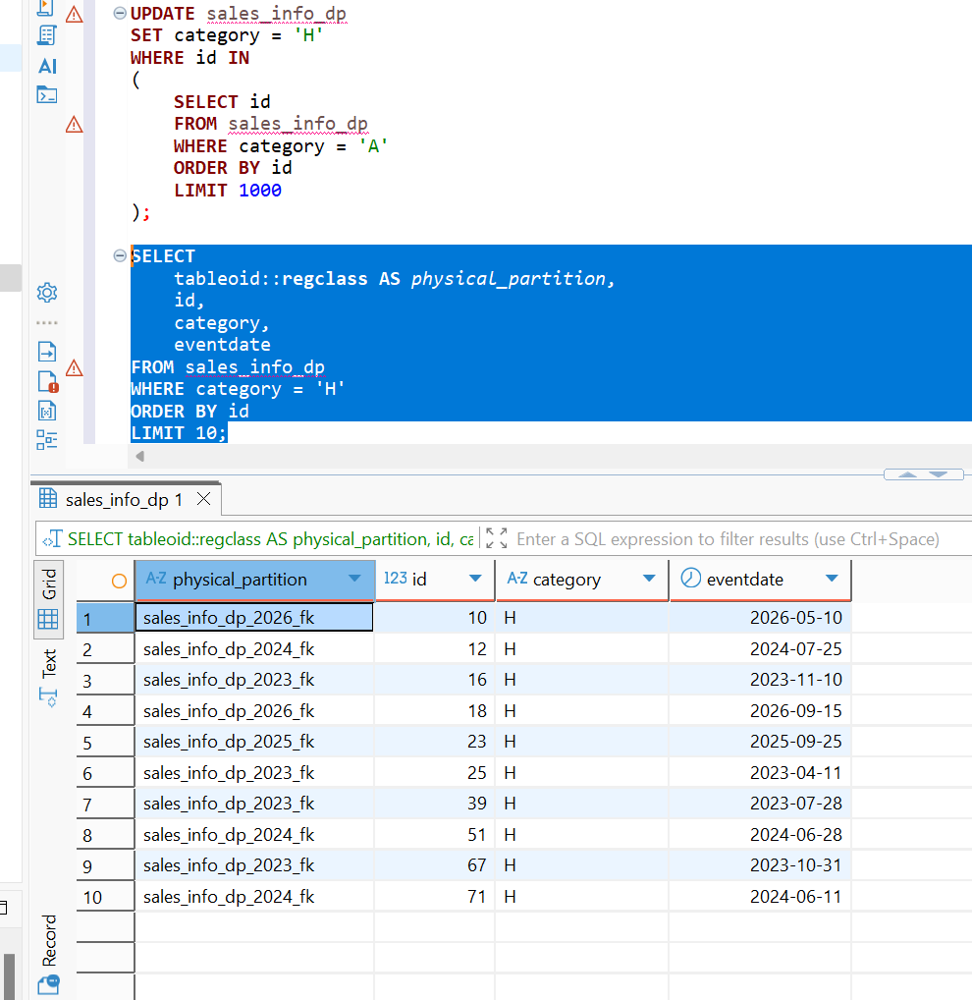 UPDATE sales_info_dp
SET category = 'H'
WHERE id IN
(
SELECT id
FROM sales_info_dp
WHERE category = 'A'
ORDER BY id
LIMIT 1000
);
SELECT
tableoid::regclass AS physical_partition,
id,
category,
eventdate
FROM sales_info_dp
WHERE category = 'H'
ORDER BY id
LIMIT 10;
AI
sales_info_dp 1
SELECT tableoid::regclass AS physical_partition, id, ca
Enter a SQL expression to filter results (use Ctrl+Space)
Grid
Text
Record
A-Z physical_partition 123 id A-Z category eventdate
1 sales_info_dp_2026_fk 10 H 2026-05-10
2 sales_info_dp_2024_fk 12 H 2024-07-25
3 sales_info_dp_2023_fk 16 H 2023-11-10
4 sales_info_dp_2026_fk 18 H 2026-09-15
5 sales_info_dp_2025_fk 23 H 2025-09-25
6 sales_info_dp_2023_fk 25 H 2023-04-11
7 sales_info_dp_2023_fk 39 H 2023-07-28
8 sales_info_dp_2024_fk 51 H 2024-06-28
9 sales_info_dp_2023_fk 67 H 2023-10-31
10 sales_info_dp_2024_fk 71 H 2024-06-11